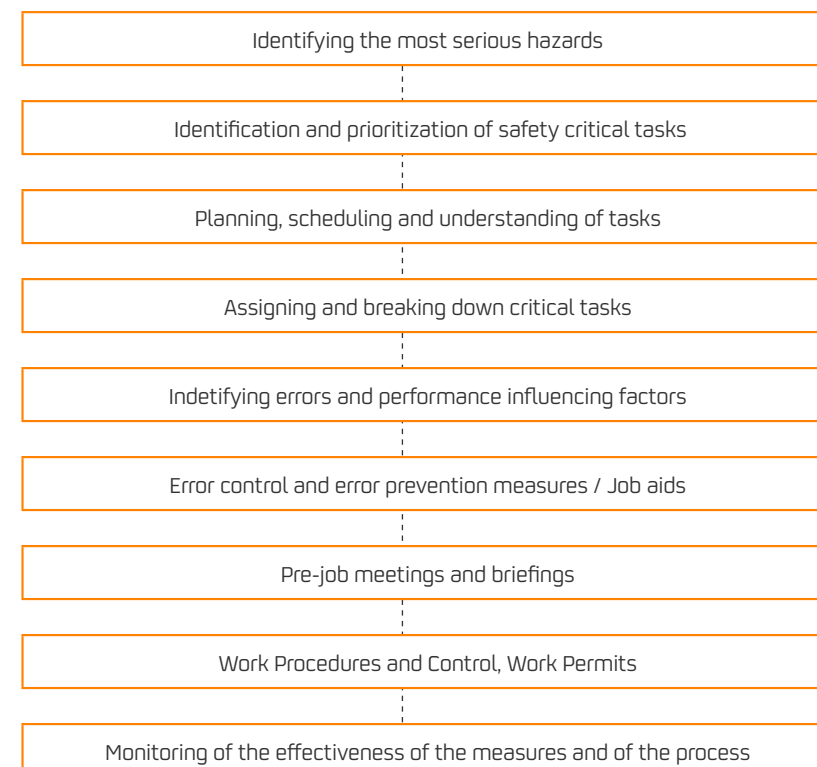 Identifying the most serious hazards
Identification and prioritization of safety critical tasks
Planning, scheduling and understanding of tasks
Assigning and breaking down critical tasks
Indetifying errors and performance influencing factors
Error control and error prevention measures / Job aids
Pre-job meetings and briefings
Work Procedures and Control, Work Permits
Monitoring of the effectiveness of the measures and of the process